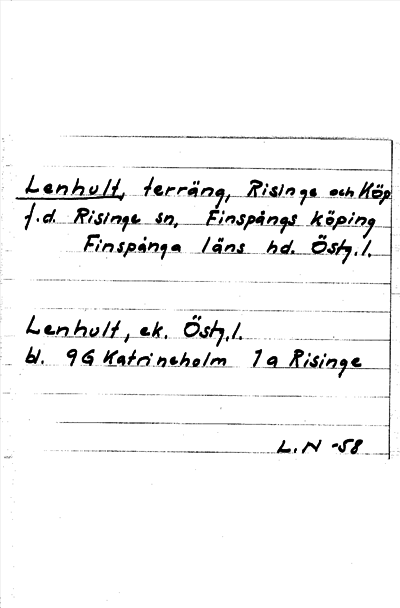 Lenhult, terräng, Risinge och Köp
f.d. Risinge sn, Finspångs köping
Finspånga läns hd. Östg.l.
Lenhult, ek. Östg.l.
bl. 9G Katrineholm 1a Risinge
L.N -58